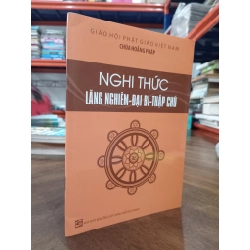 GIÁO HỘI PHẬT GIÁO VIỆT NAM
CHÙA HOẰNG PHÁP
NGHI THỨC
LĂNG NGHIÊM-ĐẠI BI-THẬP CHÚ